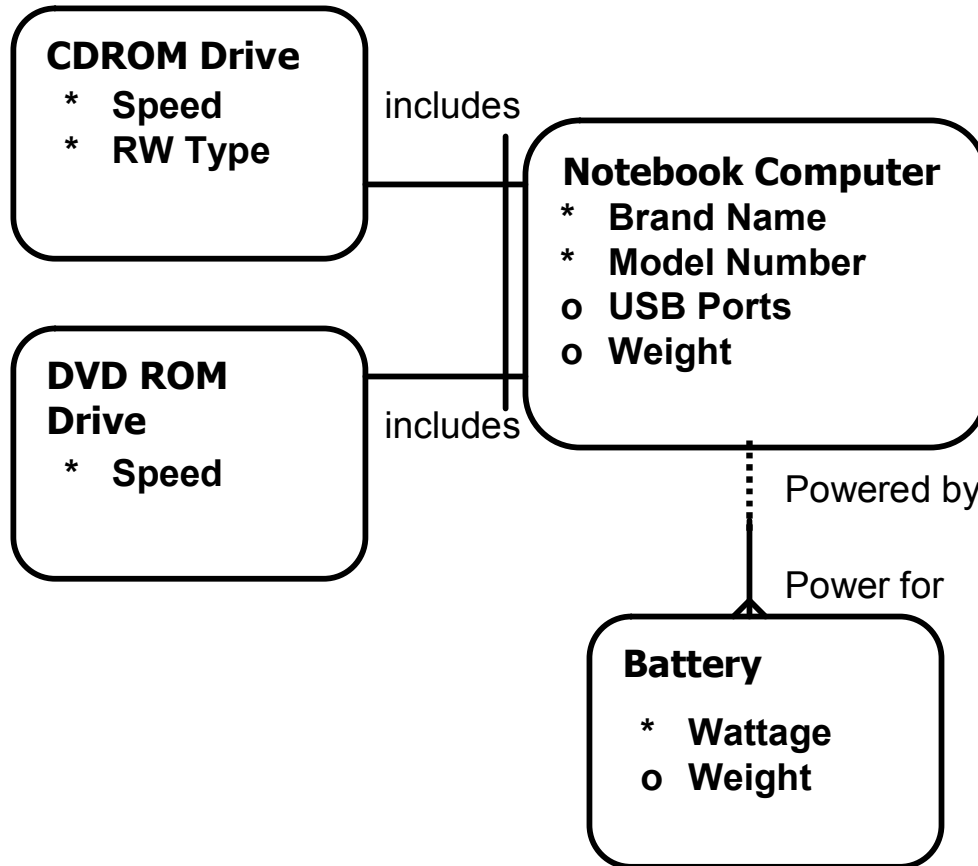 CDROM Drive
* Speed
* RW Type
includes
Notebook Computer
* Brand Name
* Model Number
o USB Ports
o Weight
DVD ROM
Drive
* Speed
includes
Powered by
Power for
Battery
* Wattage
o Weight